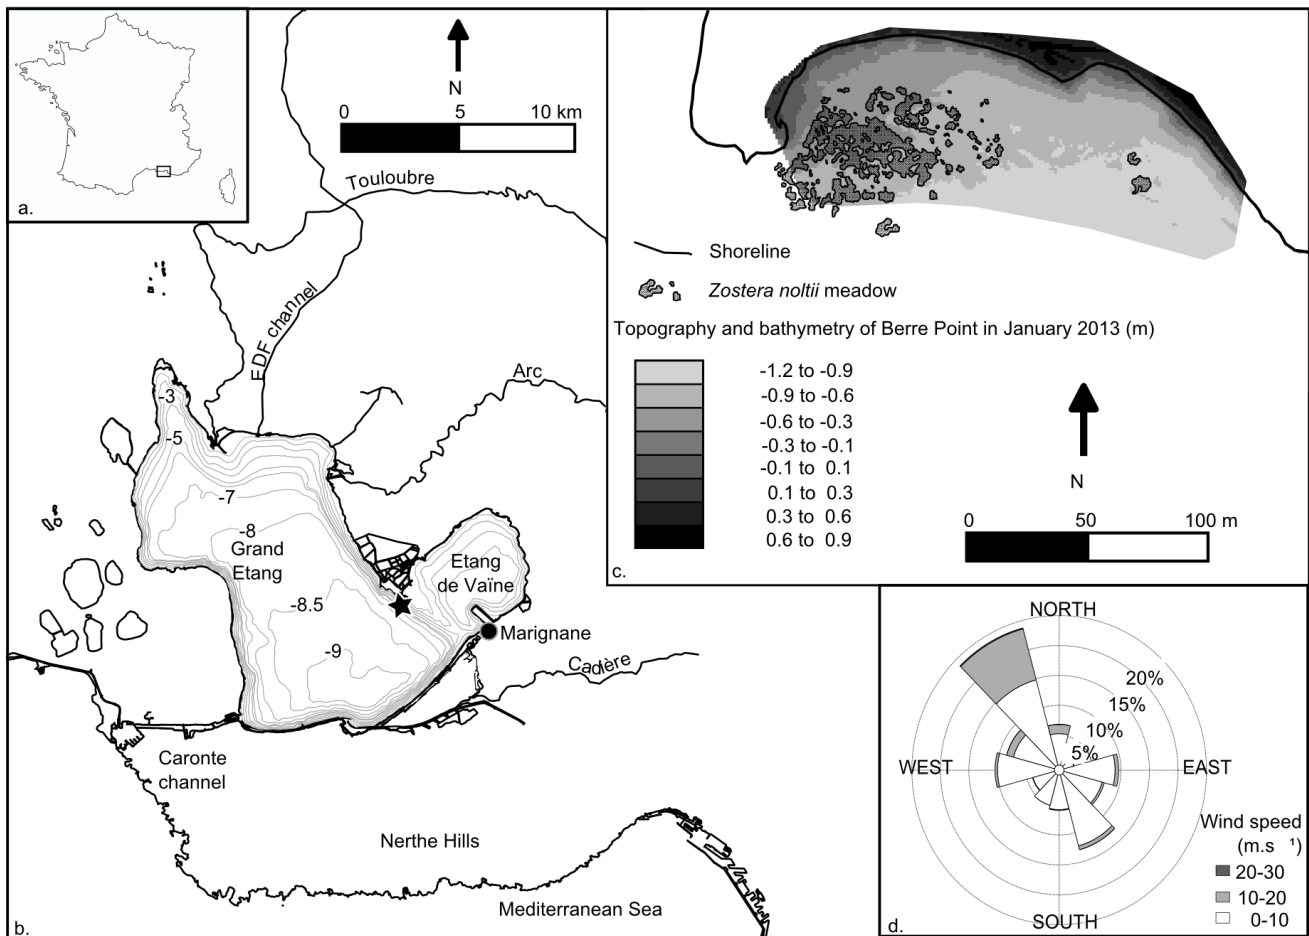 a.
N
0 5 10 km
Touloubre
EDF channel
Arc
-3
-5
-7
-8
Grand
Etang
-8.5
-9
Etang
de Vaïne
Marignane
Cadière
Caronte
channel
Nerthe Hills
Mediterranean Sea
b.
Shoreline
Zostera noltii meadow
Topography and bathymetry of Berre Point in January 2013 (m)
-1.2 to -0.9
-0.9 to -0.6
-0.6 to -0.3
-0.3 to -0.1
-0.1 to 0.1
0.1 to 0.3
0.3 to 0.6
0.6 to 0.9
N
0 50 100 m
c.
NORTH
20%
15%
10%
5%
WEST
EAST
SOUTH
Wind speed
(m.s ¹)
20-30
10-20
0-10
d.